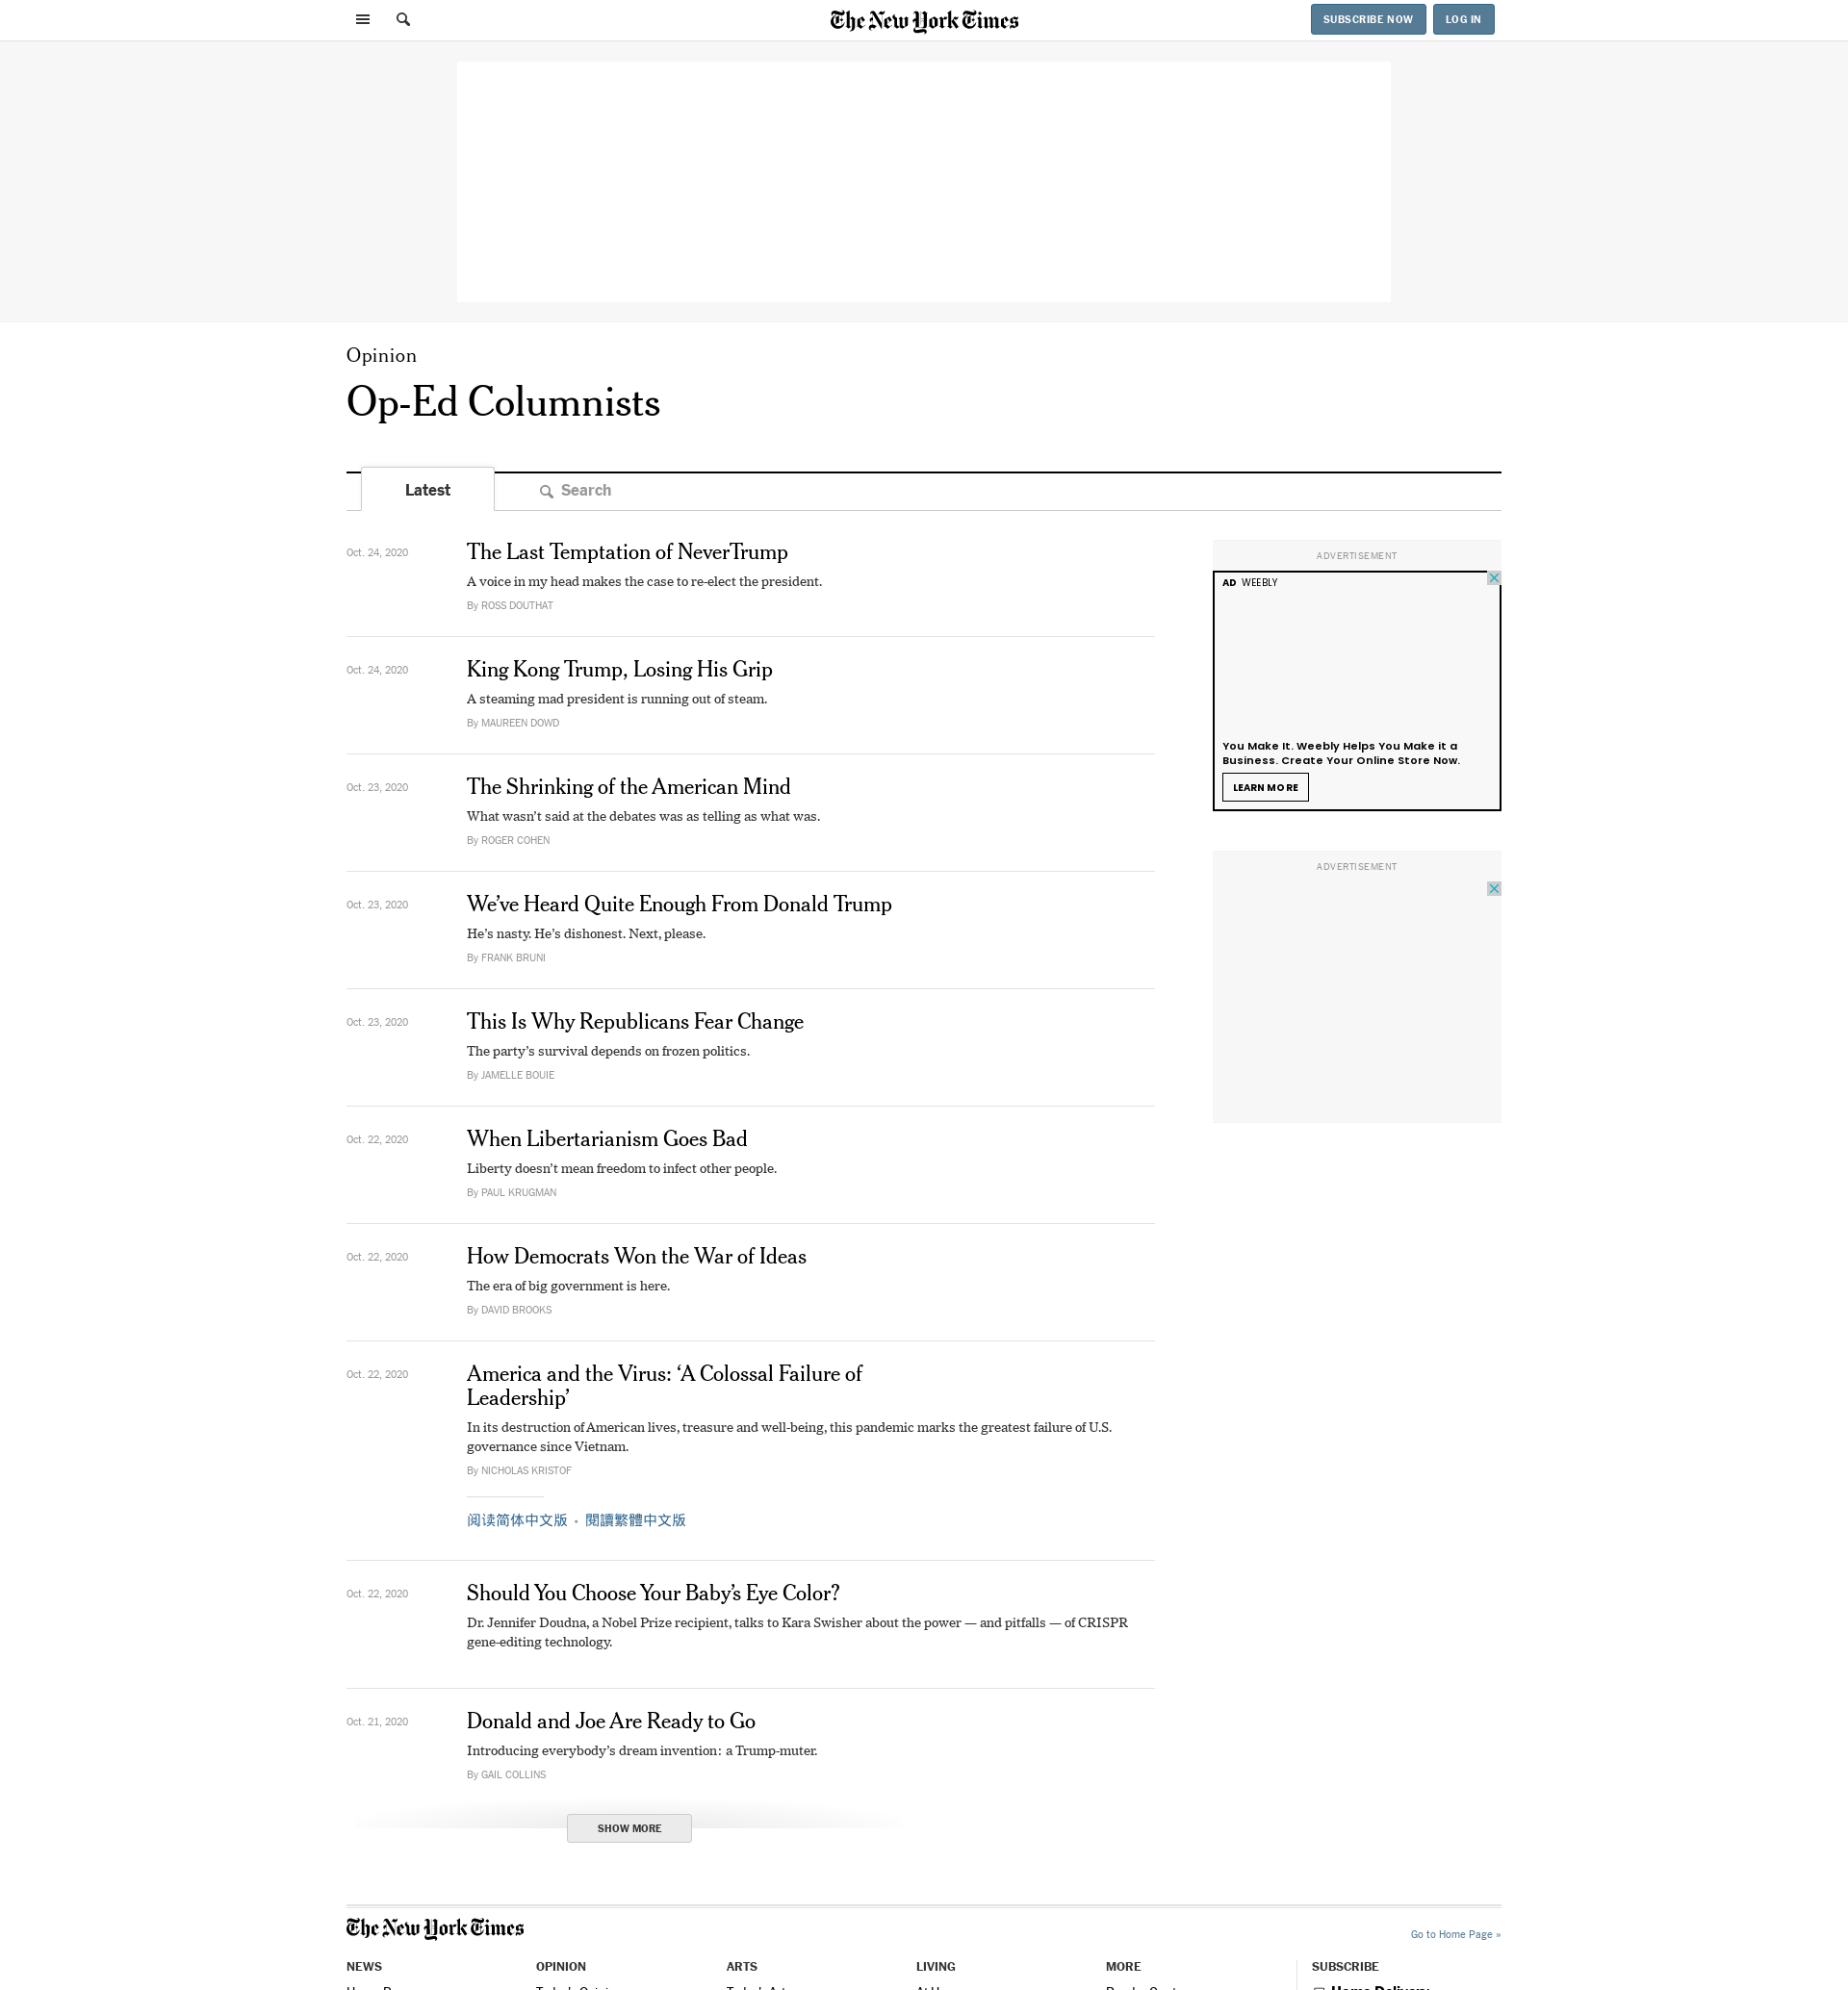 The New York Times
SUBSCRIBE NOW
LOG IN
Opinion
Op-Ed Columnists
Latest
Search
Oct. 24, 2020
The Last Temptation of NeverTrump
A voice in my head makes the case to re-elect the president.
By ROSS DOUTHAT
Oct. 24, 2020
King Kong Trump, Losing His Grip
A steaming mad president is running out of steam.
By MAUREEN DOWD
Oct. 23, 2020
The Shrinking of the American Mind
What wasn’t said at the debates was as telling as what was.
By ROGER COHEN
Oct. 23, 2020
We’ve Heard Quite Enough From Donald Trump
He’s nasty. He’s dishonest. Next, please.
By FRANK BRUNI
Oct. 23, 2020
This Is Why Republicans Fear Change
The party’s survival depends on frozen politics.
By JAMELLE BOUIE
Oct. 22, 2020
When Libertarianism Goes Bad
Liberty doesn’t mean freedom to infect other people.
By PAUL KRUGMAN
Oct. 22, 2020
How Democrats Won the War of Ideas
The era of big government is here.
By DAVID BROOKS
Oct. 22, 2020
America and the Virus: ‘A Colossal Failure of
Leadership’
In its destruction of American lives, treasure and well-being, this pandemic marks the greatest failure of U.S.
governance since Vietnam.
By NICHOLAS KRISTOF
阅读简体中文版 • 閱讀繁體中文版
Oct. 22, 2020
Should You Choose Your Baby’s Eye Color?
Dr. Jennifer Doudna, a Nobel Prize recipient, talks to Kara Swisher about the power — and pitfalls — of CRISPR
gene-editing technology.
Oct. 21, 2020
Donald and Joe Are Ready to Go
Introducing everybody’s dream invention: a Trump-muter.
By GAIL COLLINS
SHOW MORE
ADVERTISEMENT
AD WEEBLY
You Make It. Weebly Helps You Make it a
Business. Create Your Online Store Now.
LEARN MORE
ADVERTISEMENT
The New York Times
Go to Home Page »
NEWS
OPINION
ARTS
LIVING
MORE
SUBSCRIBE
Home Delivery